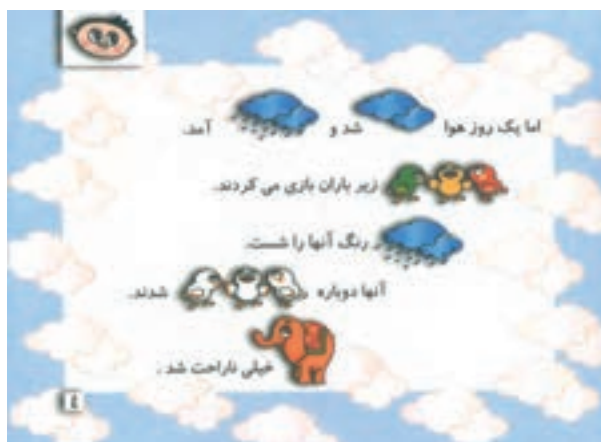 اما یک روز هوا شد و آمد.
زیر باران بازی می کردند.
رنگ آنها را شست.
آنها دوباره شدند.
خیلی ناراحت شد.
۱۴